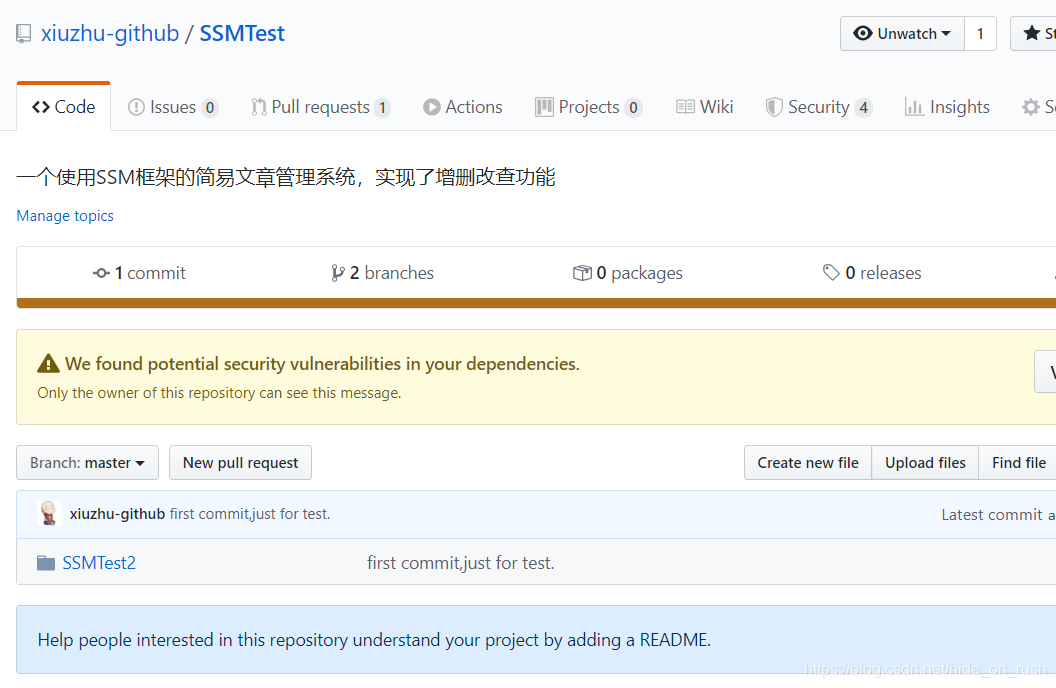 xiuzhu-github / SSMTest
Unwatch 1
Code Issues 0 Pull requests 1 Actions Projects 0 Wiki Security 4 Insights
一个使用SSM框架的简易文章管理系统，实现了增删改查功能
Manage topics
1 commit 2 branches 0 packages 0 releases
We found potential security vulnerabilities in your dependencies.
Only the owner of this repository can see this message.
Branch: master New pull request Create new file Upload files Find file
xiuzhu-github first commit,just for test. Latest commit
SSMTest2 first commit,just for test.
Help people interested in this repository understand your project by adding a README.
https://blog.csdn.net/hide_on_rush